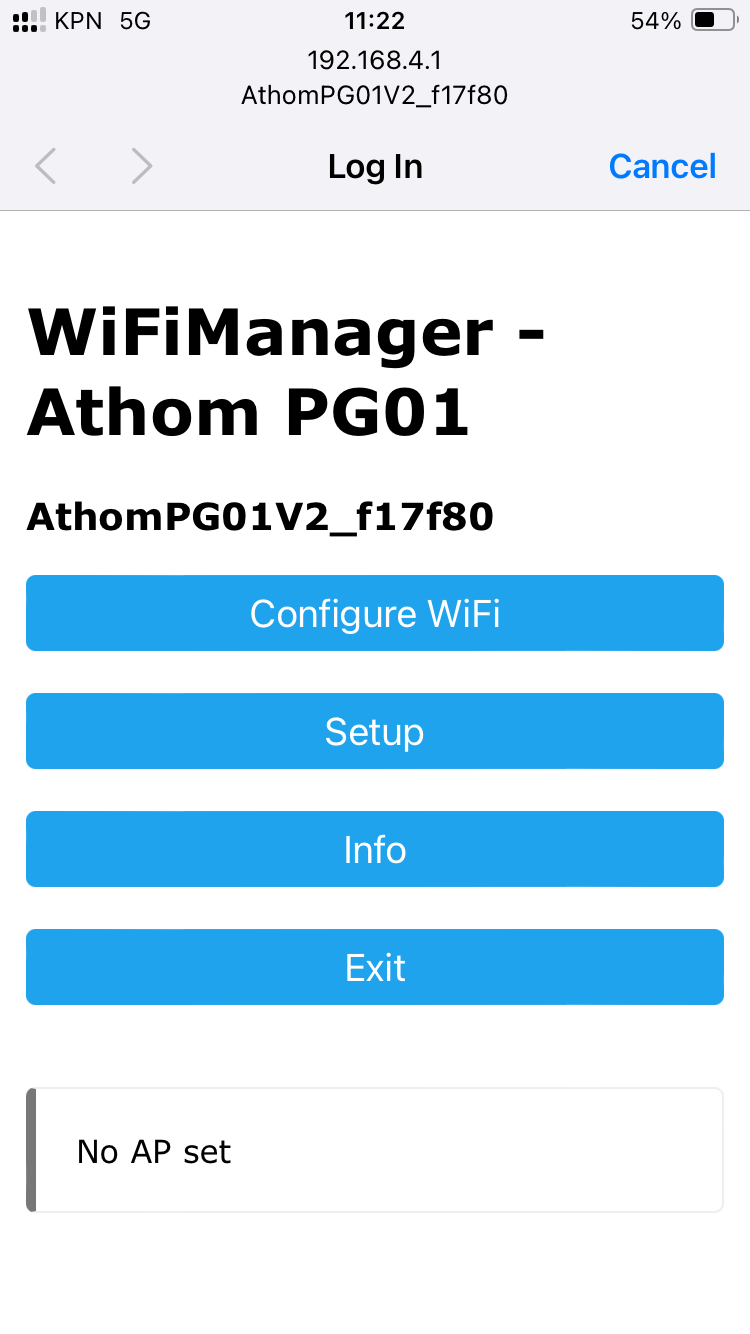 KPN 5G 11:22 54%
192.168.4.1
AthomPG01V2_f17f80
Log In Cancel
WiFiManager -
Athom PG01
AthomPG01V2_f17f80
Configure WiFi
Setup
Info
Exit
No AP set